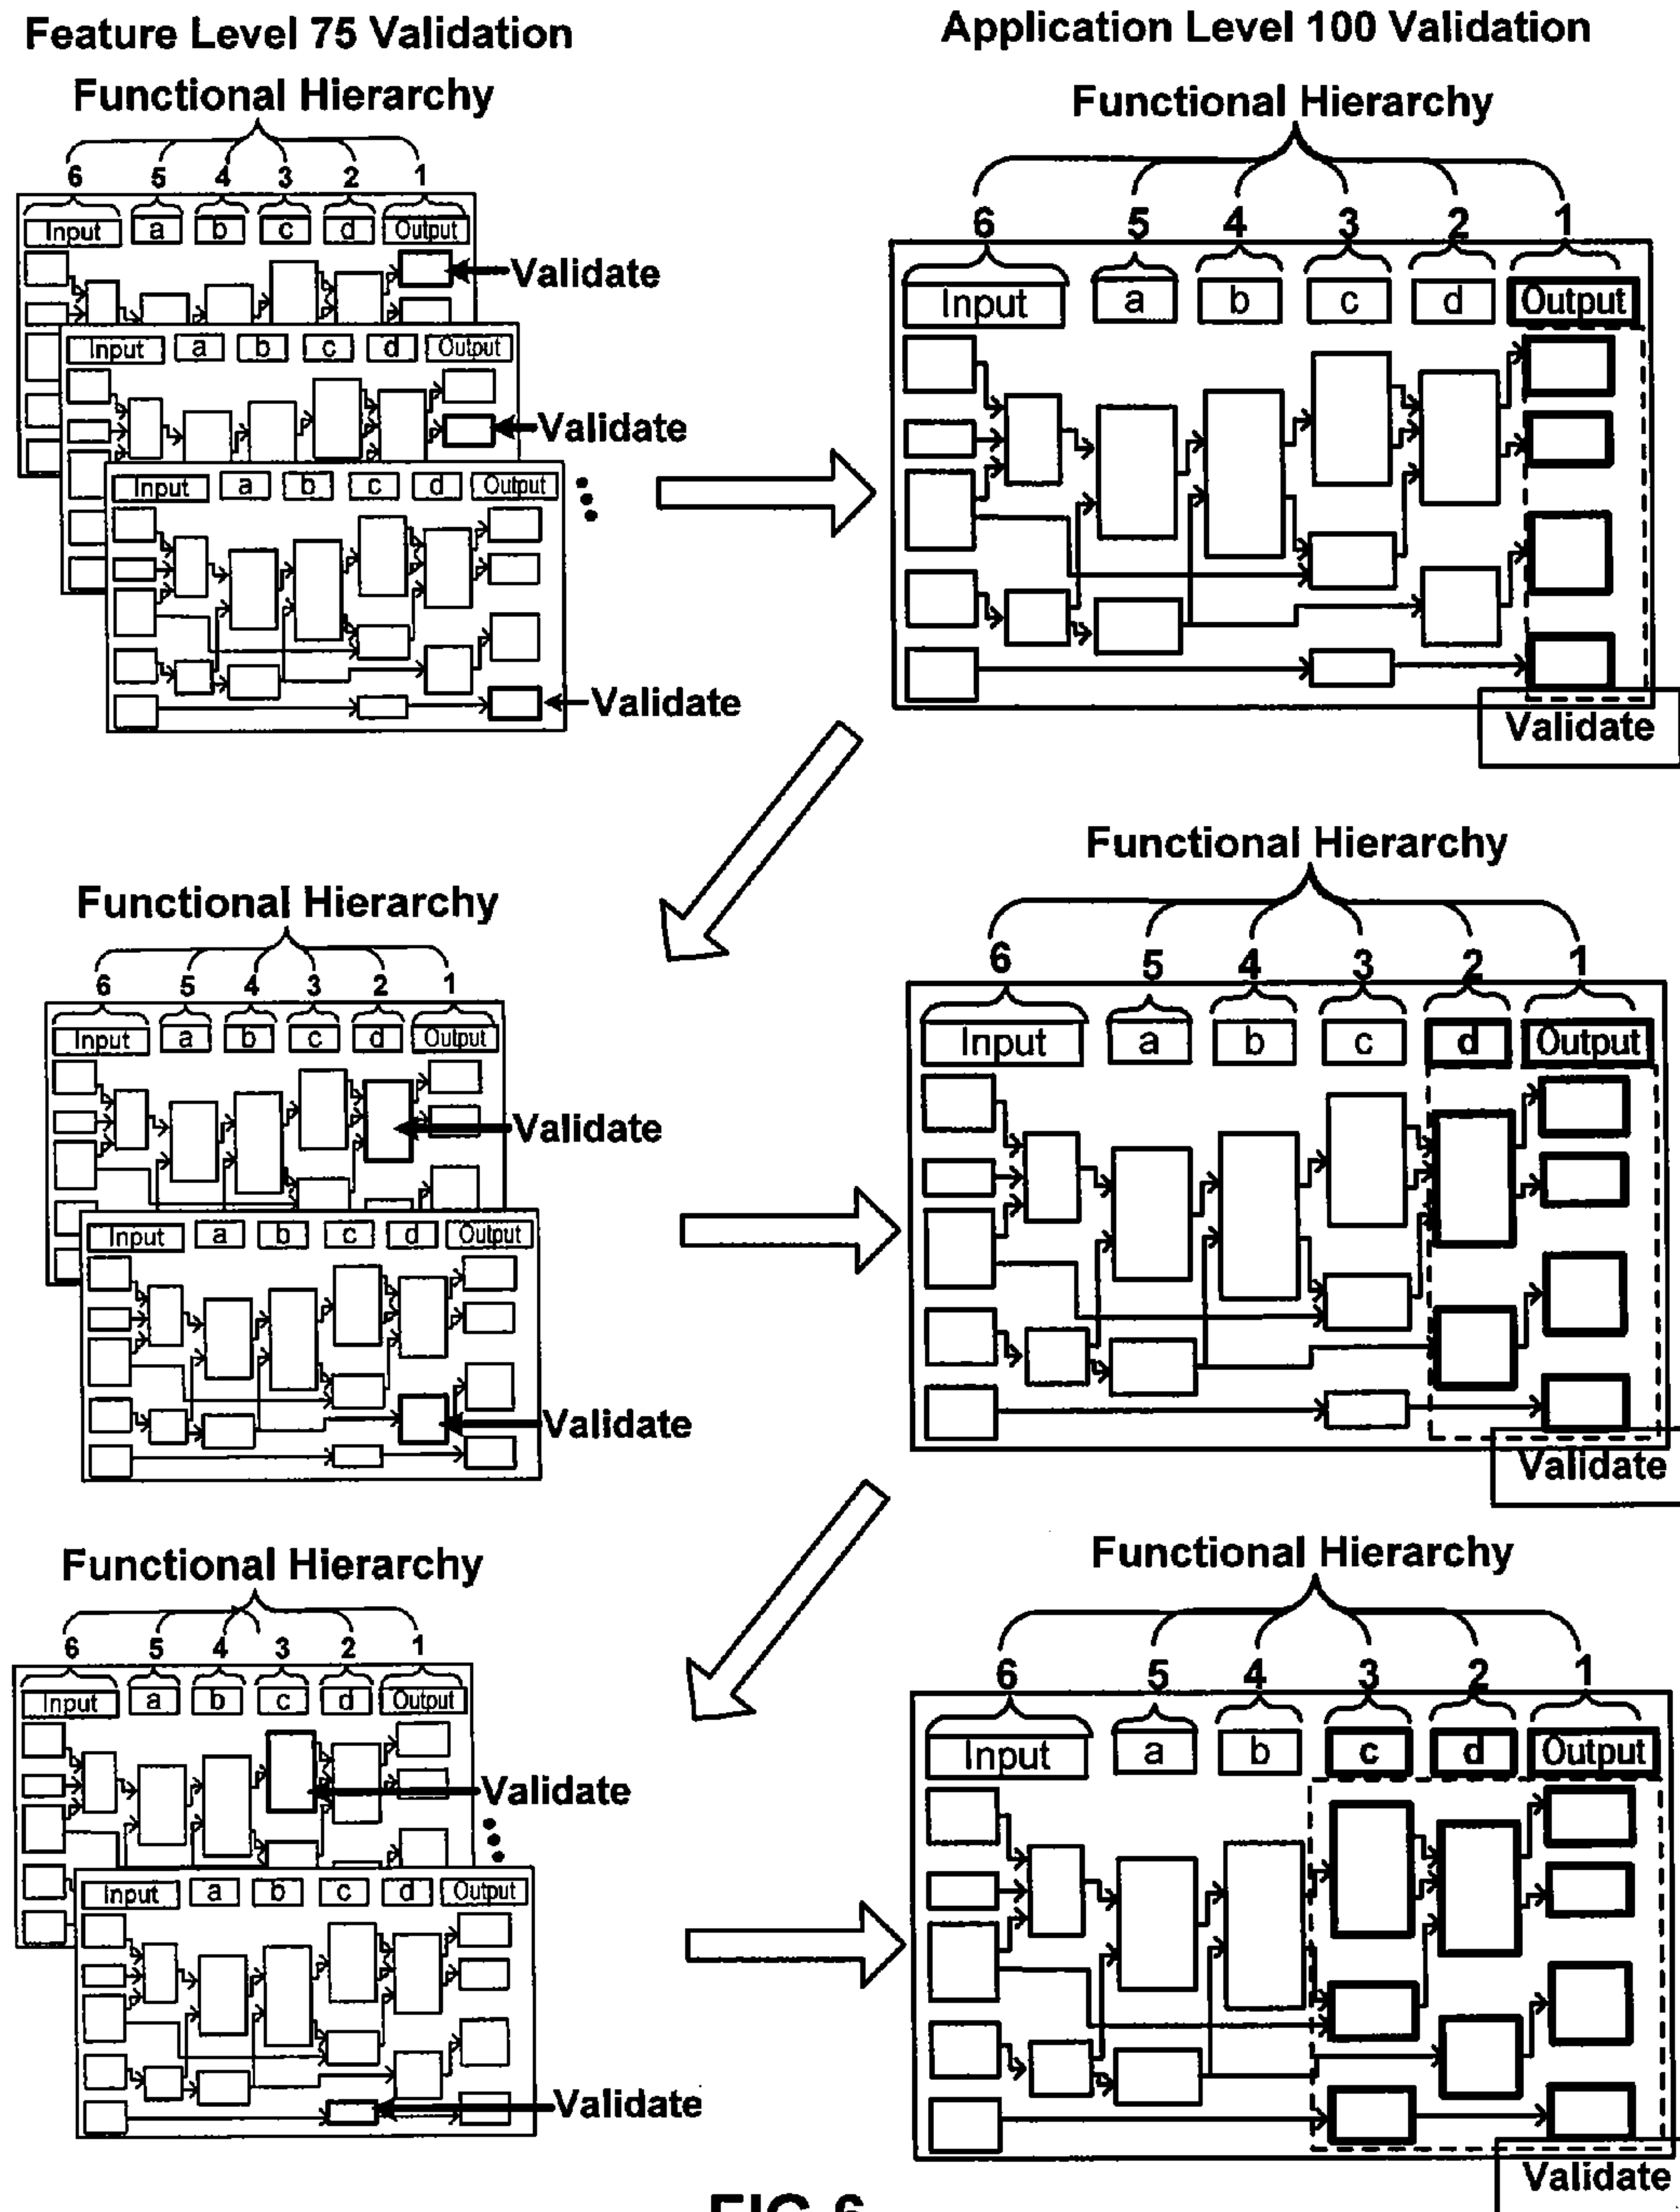 Feature Level 75 Validation
Functional Hierarchy
6 5 4 3 2 1
Input a b c d Output
Validate
Input a b c d Output
Validate
Input a b c d Output
Validate
Application Level 100 Validation
Functional Hierarchy
6 5 4 3 2 1
Input a b c d Output
Validate
Functional Hierarchy
6 5 4 3 2 1
Input a b c d Output
Validate
Input a b c d Output
Validate
Functional Hierarchy
6 5 4 3 2 1
Input a b c d Output
Validate
Functional Hierarchy
6 5 4 3 2 1
Input a b c d Output
Validate
Input a b c d Output
Validate
Functional Hierarchy
6 5 4 3 2 1
Input a b c d Output
Validate
FIG 6